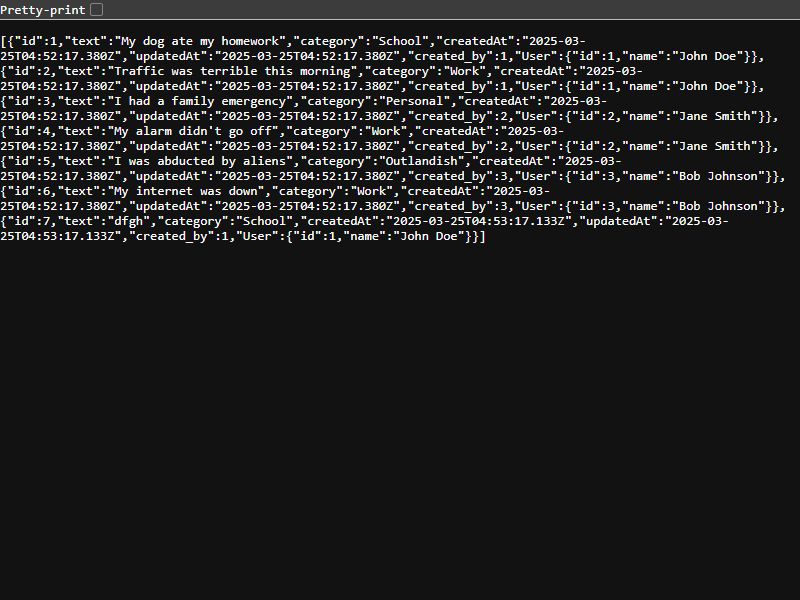 Pretty-print
[{"id":1,"text":"My dog ate my homework","category":"School","createdAt":"2025-03-
25T04:52:17.380Z","updatedAt":"2025-03-25T04:52:17.380Z","created_by":1,"User":{"id":1,"name":"John Doe"}},
{"id":2,"text":"Traffic was terrible this morning","category":"Work","createdAt":"2025-03-
25T04:52:17.380Z","updatedAt":"2025-03-25T04:52:17.380Z","created_by":1,"User":{"id":1,"name":"John Doe"}},
{"id":3,"text":"I had a family emergency","category":"Personal","createdAt":"2025-03-
25T04:52:17.380Z","updatedAt":"2025-03-25T04:52:17.380Z","created_by":2,"User":{"id":2,"name":"Jane Smith"}},
{"id":4,"text":"My alarm didn't go off","category":"Work","createdAt":"2025-03-
25T04:52:17.380Z","updatedAt":"2025-03-25T04:52:17.380Z","created_by":2,"User":{"id":2,"name":"Jane Smith"}},
{"id":5,"text":"I was abducted by aliens","category":"Outlandish","createdAt":"2025-03-
25T04:52:17.380Z","updatedAt":"2025-03-25T04:52:17.380Z","created_by":3,"User":{"id":3,"name":"Bob Johnson"}},
{"id":6,"text":"My internet was down","category":"Work","createdAt":"2025-03-
25T04:52:17.380Z","updatedAt":"2025-03-25T04:52:17.380Z","created_by":3,"User":{"id":3,"name":"Bob Johnson"}},
{"id":7,"text":"dfgh","category":"School","createdAt":"2025-03-25T04:53:17.133Z","updatedAt":"2025-03-
25T04:53:17.133Z","created_by":1,"User":{"id":1,"name":"John Doe"}}]